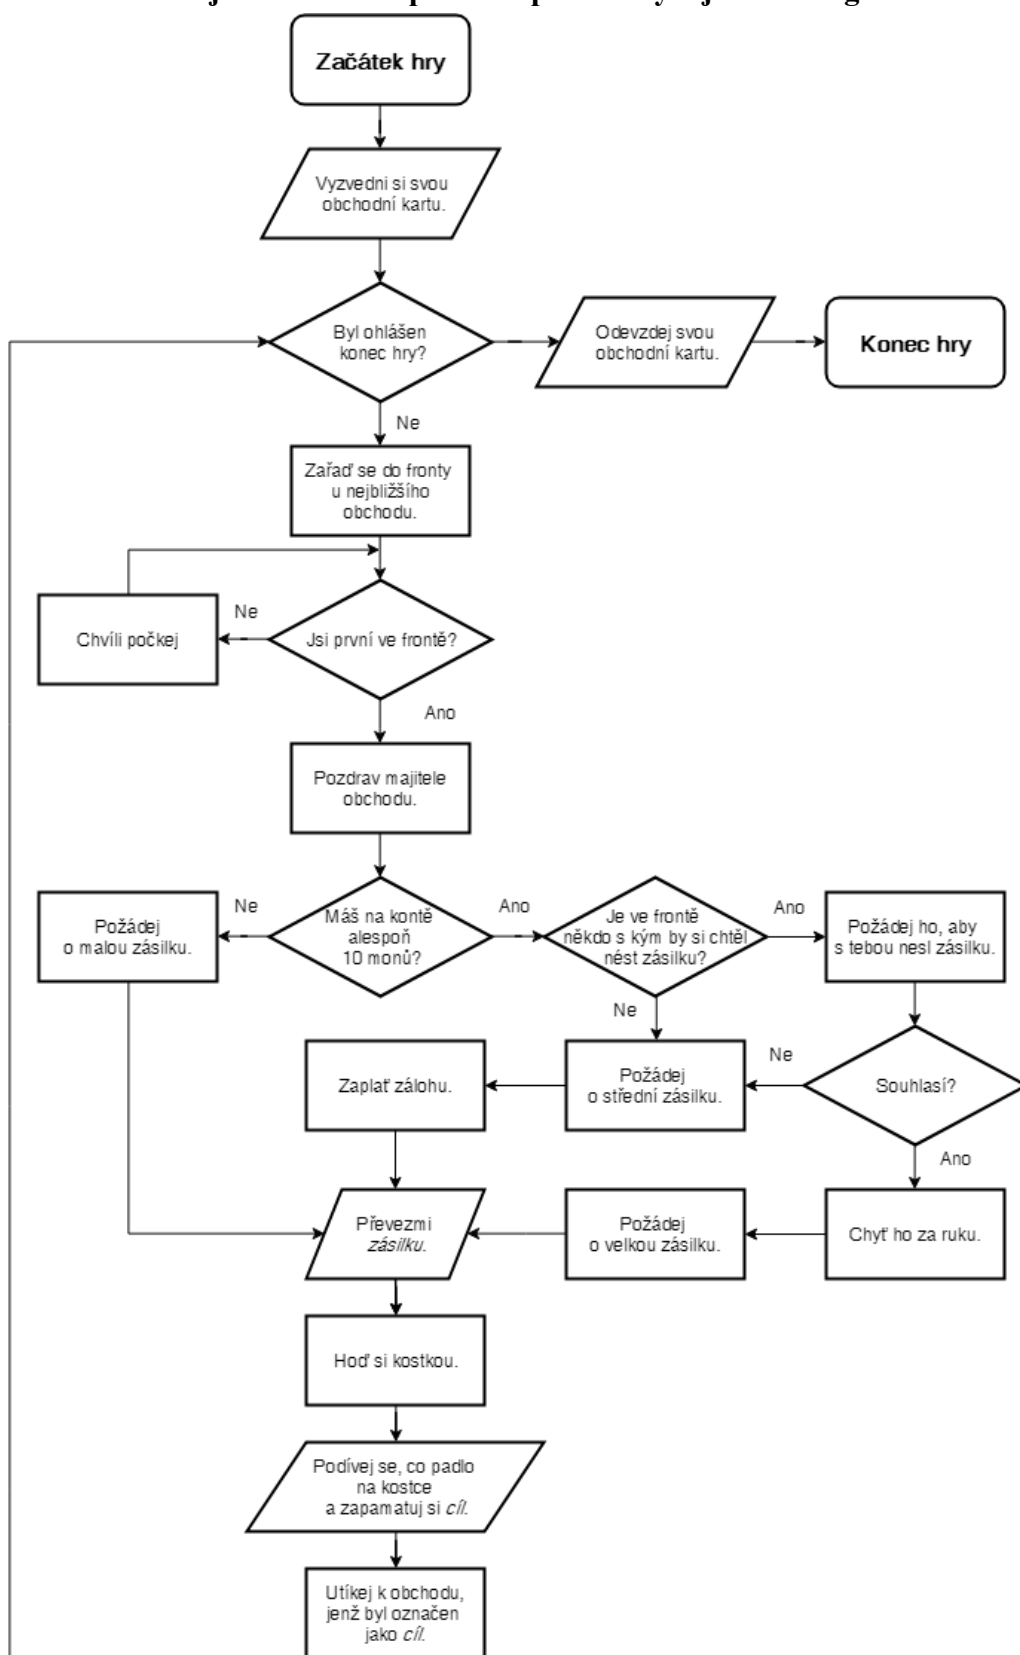 Začátek hry
Vyzvedni si svou
obchodní kartu.
Byl ohlášen
konec hry?
Odevzdej svou
obchodní kartu.
Konec hry
Ne
Zařaď se do fronty
u nejbližšího
obchodu.
Chvíli počkej
Ne
Jsi první ve frontě?
Ano
Pozdrav majitele
obchodu.
Požádej
o malou zásilku.
Ne
Máš na kontě
alespoň
10 monů?
Ano
Je ve frontě
někdo s kým by si chtěl
nést zásilku?
Ano
Požádej ho, aby
s tebou nesl zásilku.
Ne
Zaplať zálohu.
Požádej
o střední zásilku.
Ne
Souhlasí?
Ano
Převezmi
zásilku.
Požádej
o velkou zásilku.
Chyť ho za ruku.
Hoď si kostkou.
Podívej se, co padlo
na kostce
a zapamatuj si cíl.
Utíkej k obchodu,
jenž byl označen
jako cíl.